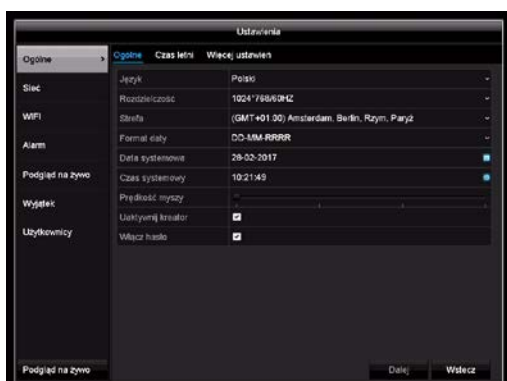 Ustawienia
Ogólne
Sieć
WIFI
Alarm
Podgląd na żywo
Wyjątek
Użytkownicy
Podgląd na żywo
Ogólne Czas letni Więcej ustawien
Język Polski
Rozdzielczość 1024*768/60HZ
Strefa (GMT+01:00) Amsterdam, Berlin, Rzym, Paryż
Format daty DD-MM-RRRR
Data systemowa 28-02-2017
Czas systemowy 10:21:49
Prędkość myszy
Uaktywnij kreator
Włącz hasło
Dalej Wstecz